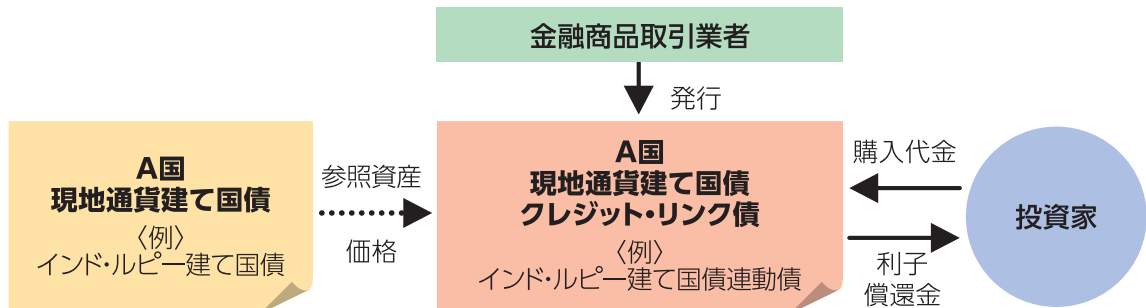 金融商品取引業者
発行
A国
現地通貨建て国債
〈例〉
インド・ルピー建て国債
参照資産
価格
A国
現地通貨建て国債
クレジット・リンク債
〈例〉
インド・ルピー建て国債連動債
購入代金
利子
償還金
投資家